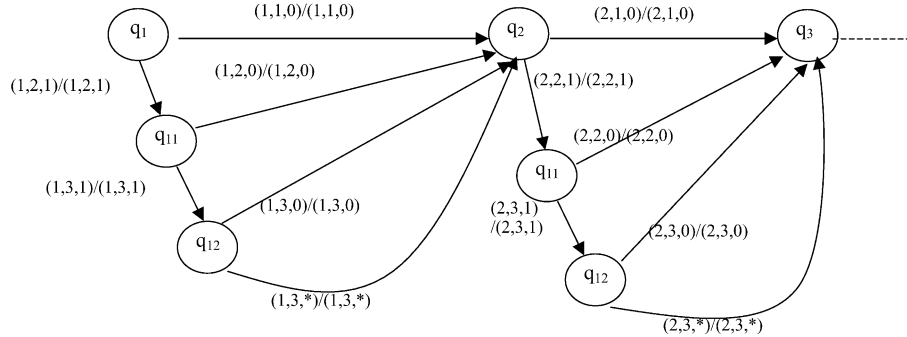 (1,1,0)/(1,1,0)
(2,1,0)/(2,1,0)
q1
q2
q3
(1,2,1)/(1,2,1)
(1,2,0)/(1,2,0)
(2,2,1)/(2,2,1)
q11
(2,2,0)/(2,2,0)
q11
(1,3,1)/(1,3,1)
(1,3,0)/(1,3,0)
(2,3,1)
/(2,3,1)
q12
(2,3,0)/(2,3,0)
q12
(1,3,*)/(1,3,*)
(2,3,*)/(2,3,*)